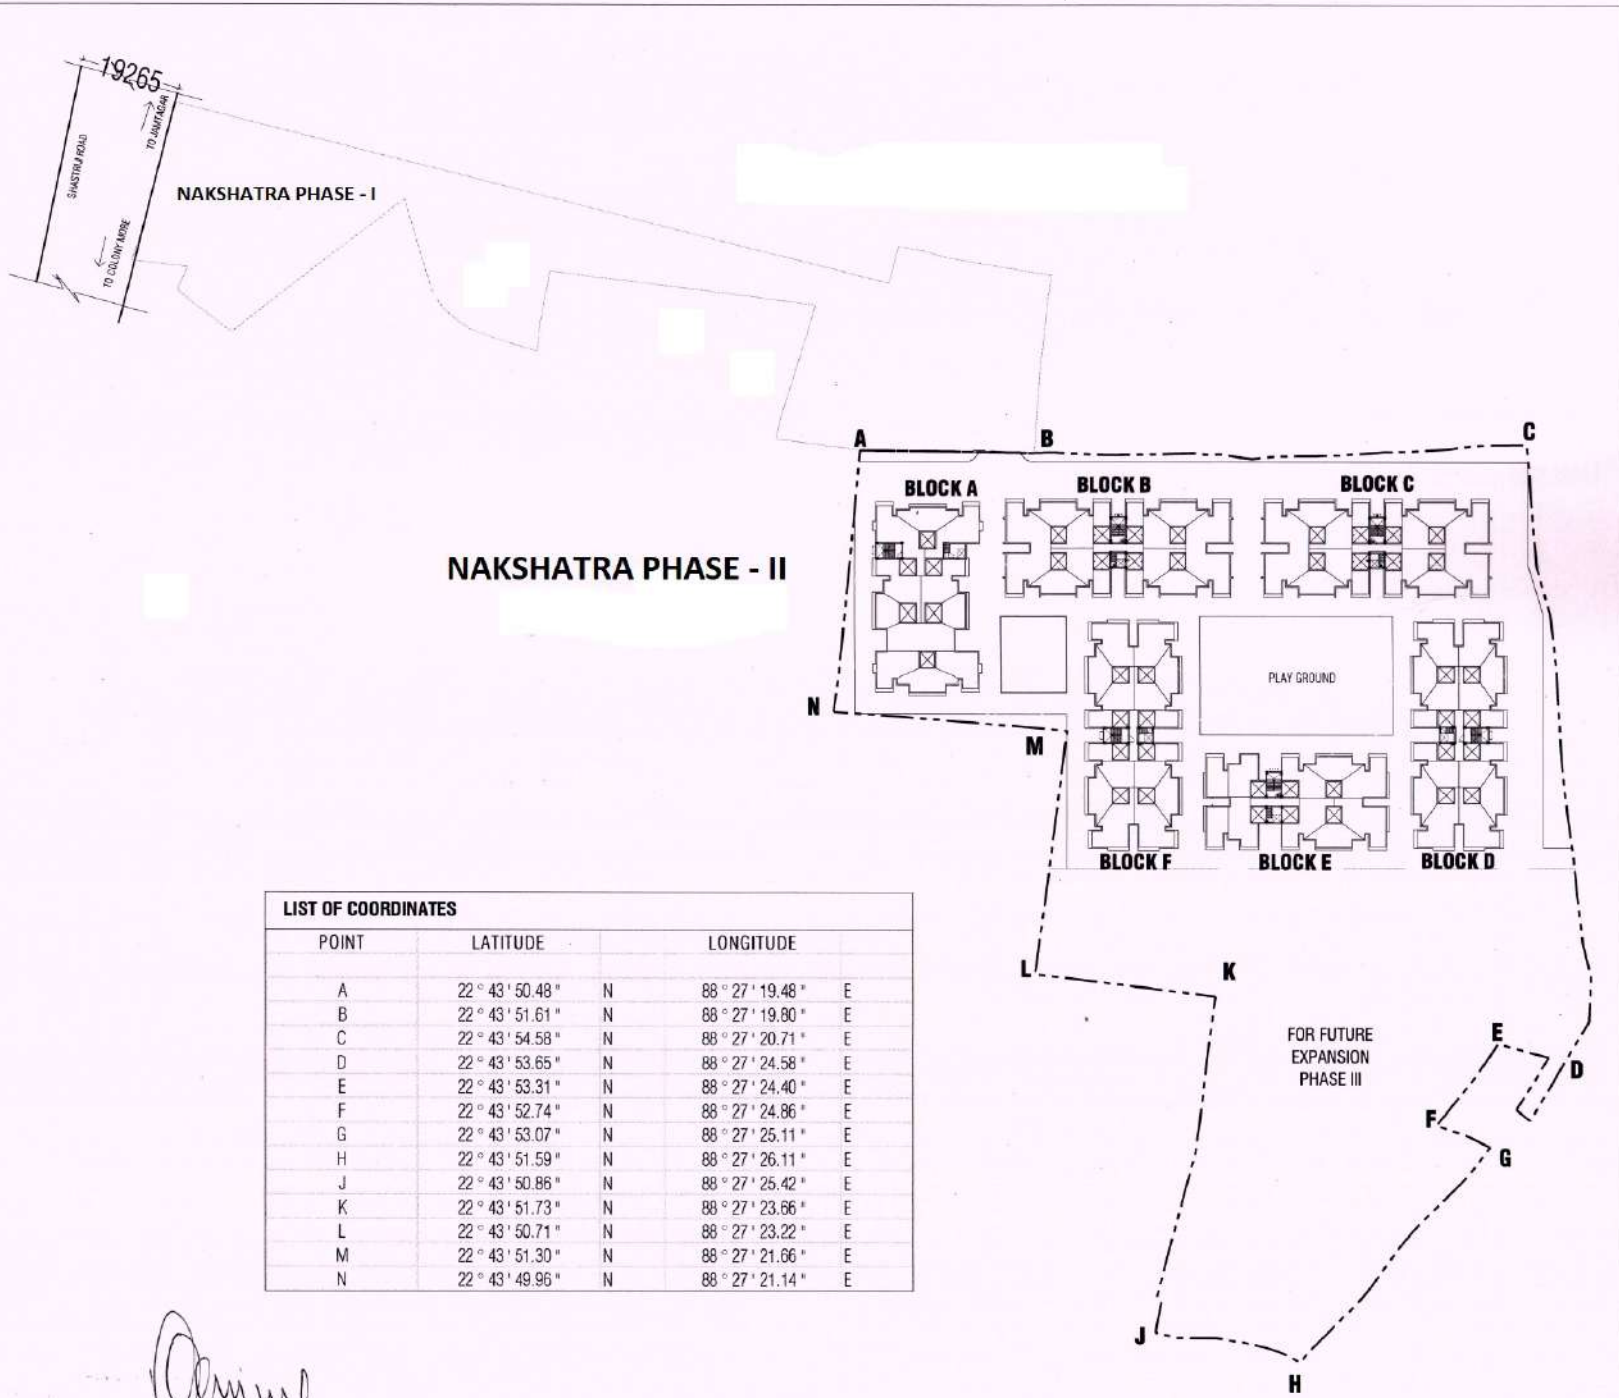 19265
SHASTRIJI ROAD
TO JAMTAGAR
TO COLONY MORE
NAKSHATRA PHASE - I
A
B
C
BLOCK A
BLOCK B
BLOCK C
NAKSHATRA PHASE - II
PLAY GROUND
N
M
BLOCK F
BLOCK E
BLOCK D
L
K
FOR FUTURE
EXPANSION
PHASE III
E
D
F
G
J
H
LIST OF COORDINATES
POINT LATITUDE LONGITUDE
A 22 ° 43 ' 50.48 " N 88 ° 27 ' 19.48 " E
B 22 ° 43 ' 51.61 " N 88 ° 27 ' 19.80 " E
C 22 ° 43 ' 54.58 " N 88 ° 27 ' 20.71 " E
D 22 ° 43 ' 53.65 " N 88 ° 27 ' 24.58 " E
E 22 ° 43 ' 53.31 " N 88 ° 27 ' 24.40 " E
F 22 ° 43 ' 52.74 " N 88 ° 27 ' 24.86 " E
G 22 ° 43 ' 53.07 " N 88 ° 27 ' 25.11 " E
H 22 ° 43 ' 51.59 " N 88 ° 27 ' 26.11 " E
J 22 ° 43 ' 50.86 " N 88 ° 27 ' 25.42 " E
K 22 ° 43 ' 51.73 " N 88 ° 27 ' 23.66 " E
L 22 ° 43 ' 50.71 " N 88 ° 27 ' 23.22 " E
M 22 ° 43 ' 51.30 " N 88 ° 27 ' 21.66 " E
N 22 ° 43 ' 49.96 " N 88 ° 27 ' 21.14 " E